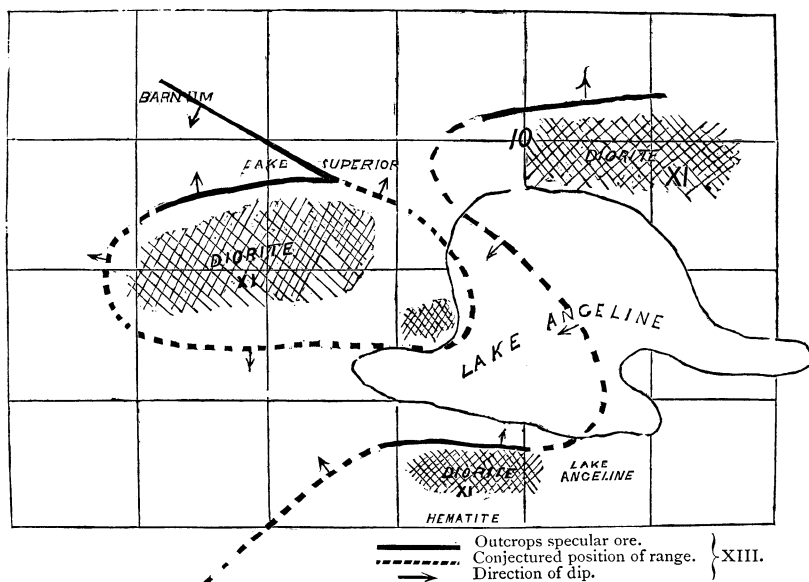 BARNUM
LAKE SUPERIOR
10
DIORITE
XI
DIORITE
XI
LAKE ANGELINE
DIORITE
XI
LAKE
ANGELINE
HEMATITE
Outcrops specular ore.
Conjectured position of range.
Direction of dip.
XIII.